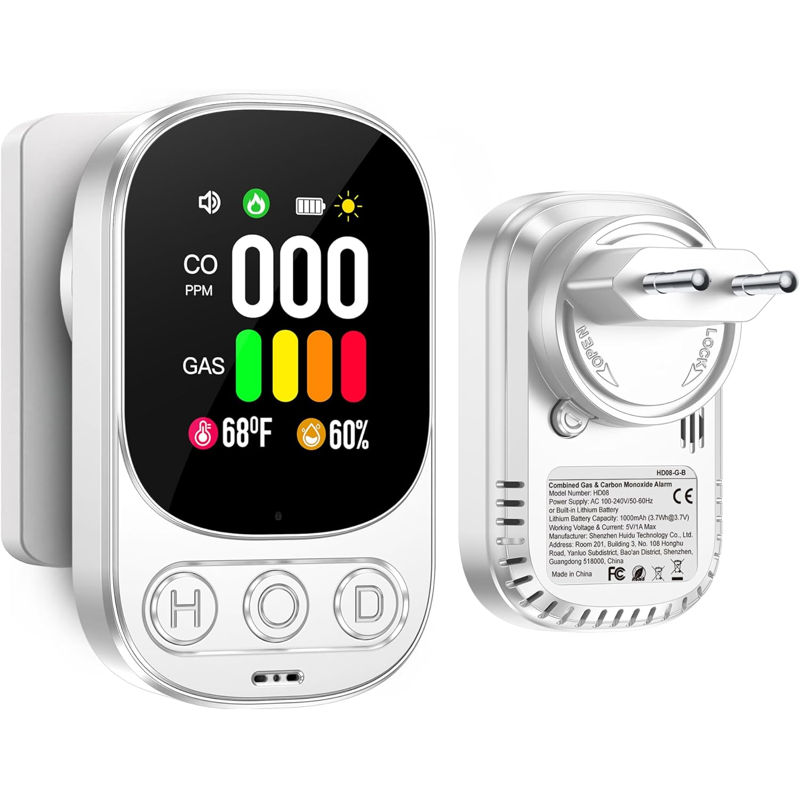 CO
PPM
000
GAS
68°F
60%
H O D
OPEN
LOCK
HD08-G-B
Combined Gas & Carbon Monoxide Alarm
Model Number: HD08
Power Supply: AC 100-240V/50-60Hz
or Built-in Lithium Battery
Lithium Battery Capacity: 1000mAh (3.7Wh@3.7V)
Working Voltage & Current: 5V/1A Max
Manufacturer: Shenzhen Huidu Technology Co., Ltd.
Address: Room 201, Building 3, No. 108 Honghu
Road, Yanluo Subdistrict, Bao'an District, Shenzhen,
Guangdong 518000, China
Made in China
CE
FC